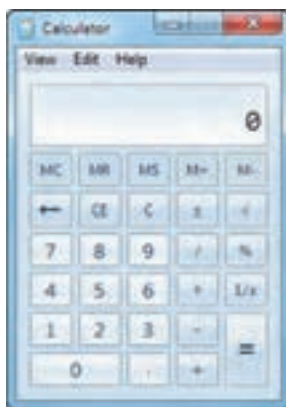 Calculator
View Edit Help
0
MC MR MS M+ M-
← CE C ± √
7 8 9 / %
4 5 6 * 1/x
1 2 3 - =
0 . +